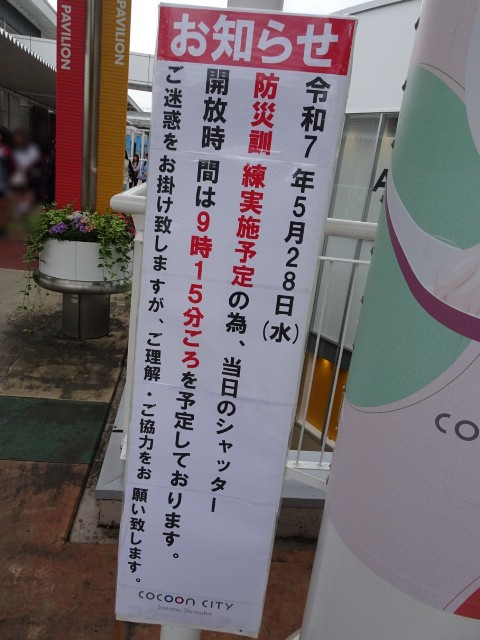 PAVILION
PAVILION
お知らせ
令和7年5月28日(水)
防災訓練実施予定の為、当日のシャッター
開放時間は9時15分ごろを予定しております。
ご迷惑をお掛け致しますが、ご理解・ご協力をお願い致します。
COCOON CITY
Saitama-Shintoshin
COCO